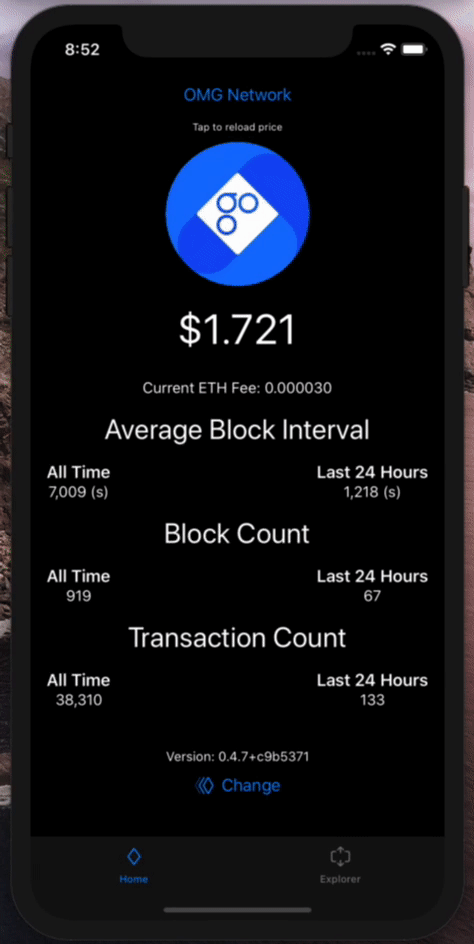 8:52
OMG Network
Tap to reload price
go
$1.721
Current ETH Fee: 0.000030
Average Block Interval
All Time Last 24 Hours
7,009 (s) 1,218 (s)
Block Count
All Time Last 24 Hours
919 67
Transaction Count
All Time Last 24 Hours
38,310 133
Version: 0.4.7+c9b5371
Change
Home Explorer